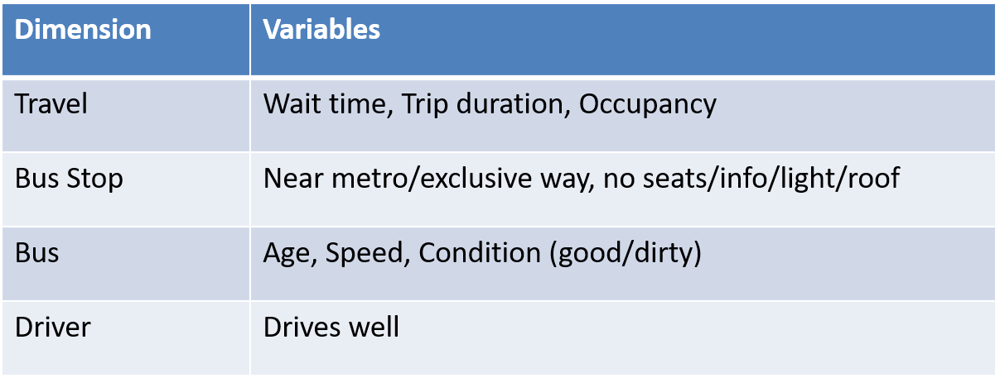 Dimension Variables
Travel Wait time, Trip duration, Occupancy
Bus Stop Near metro/exclusive way, no seats/info/light/roof
Bus Age, Speed, Condition (good/dirty)
Driver Drives well